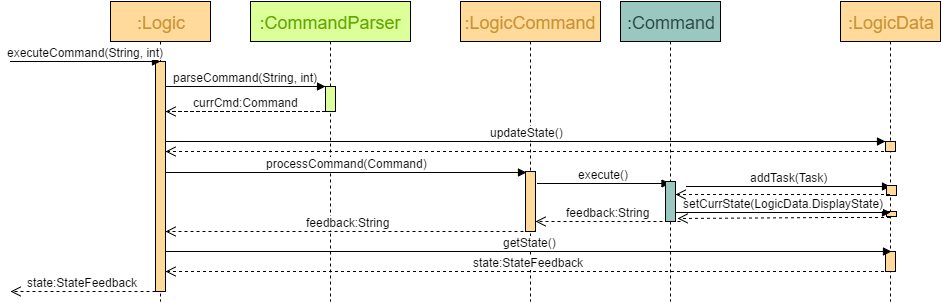 :Logic
:CommandParser
:LogicCommand
:Command
:LogicData
executeCommand(String, int)
parseCommand(String, int)
currCmd:Command
updateState()
processCommand(Command)
execute()
addTask(Task)
setCurrState(LogicData.DisplayState)
feedback:String
feedback:String
getState()
state:StateFeedback
state:StateFeedback